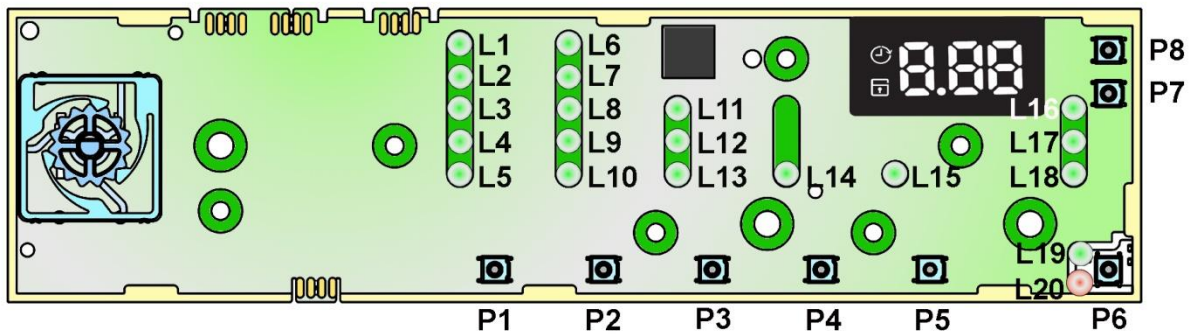 L1 L6 P8
L2 L7 8.88 P7
L3 L8 L11 L16
L4 L9 L12 L17
L5 L10 L13 L14 L15 L18
L19
L20
P1 P2 P3 P4 P5 P6